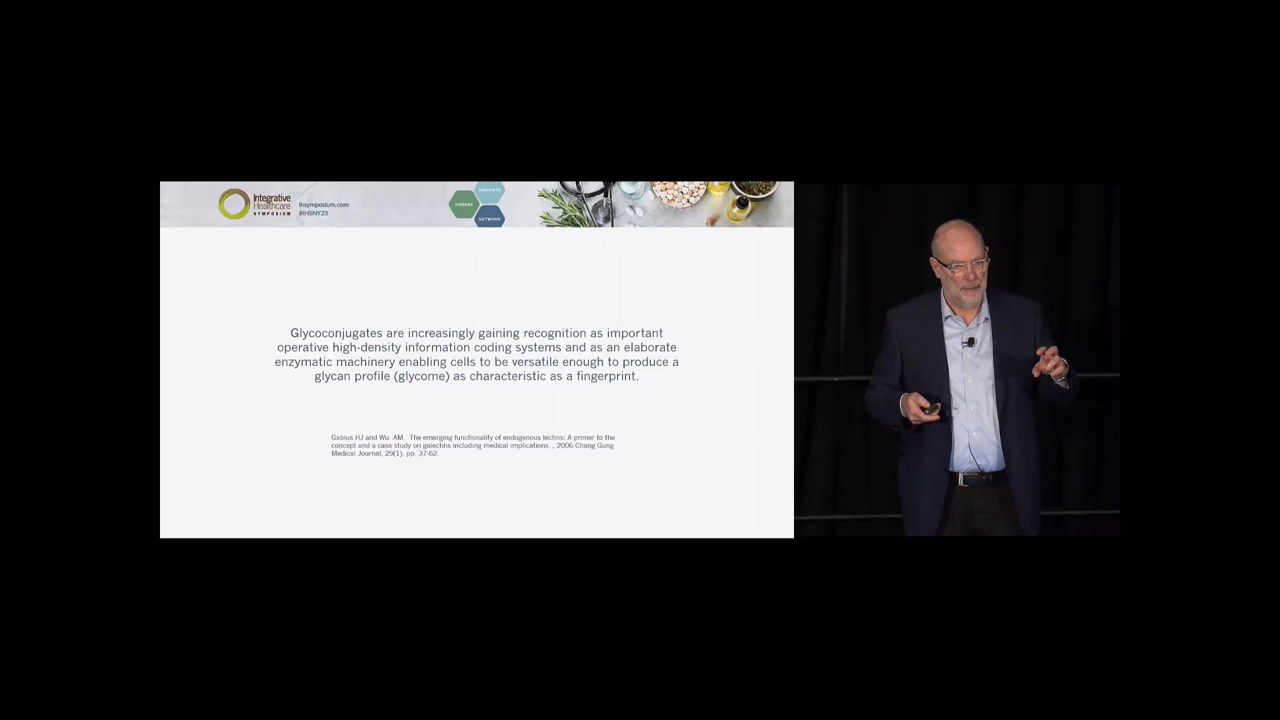 Integrative
Healthcare
SYMPOSIUM
ihsymposium.com
#IHSNY23
INNOVATE
ENGAGE
NETWORK
Glycoconjugates are increasingly gaining recognition as important
operative high-density information coding systems and as an elaborate
enzymatic machinery enabling cells to be versatile enough to produce a
glycan profile (glycome) as characteristic as a fingerprint.
Gabius HJ and Wu AM. The emerging functionality of endogenous lectins: A primer to the
concept and a case study on galectins including medical implications. , 2006 Chang Gung
Medical Journal, 29(1), pp. 37-62.